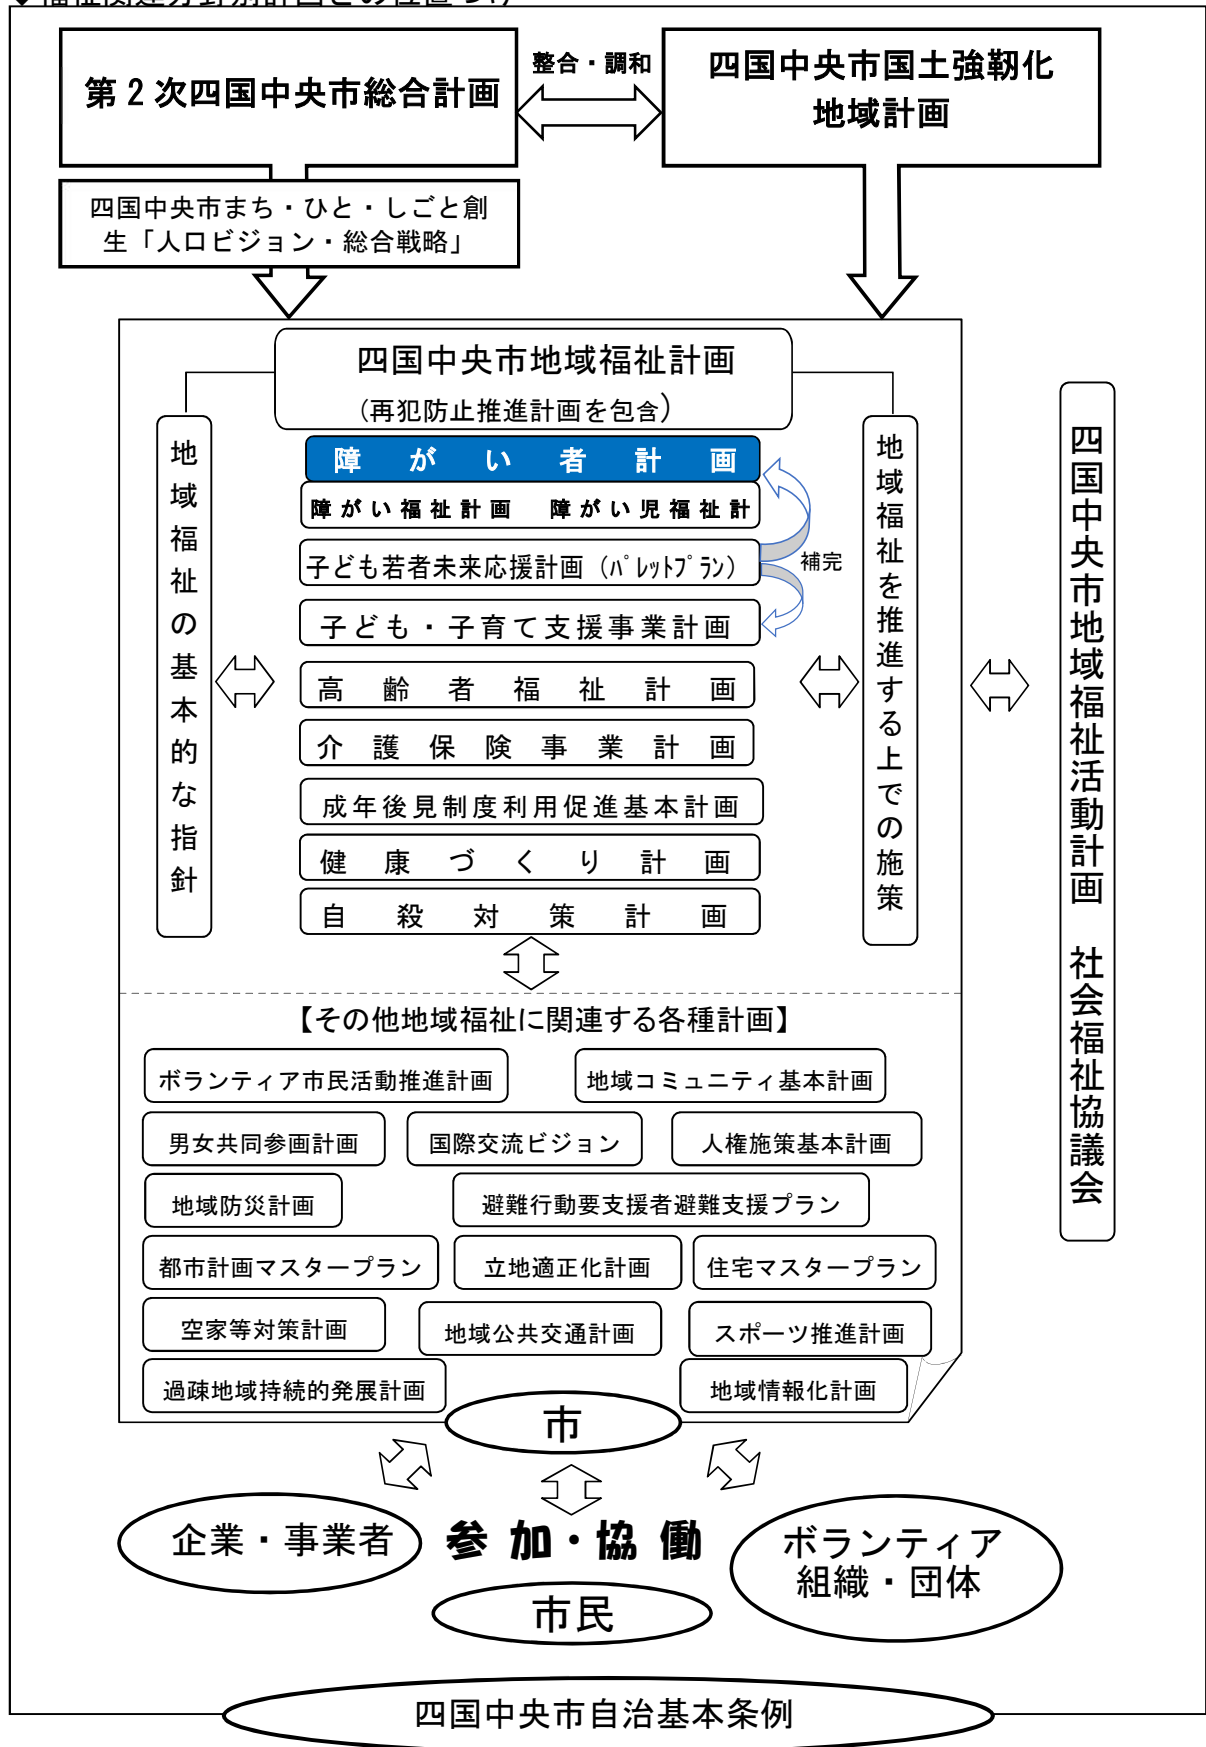 ◆福祉関連分野別計画との位置づけ
第2次四国中央市総合計画
整合・調和
四国中央市国土強靭化
地域計画
四国中央市まち・ひと・しごと創
生「人口ビジョン・総合戦略」
四国中央市地域福祉計画
(再犯防止推進計画を包含)
地域福祉の基本的な指針
障がい者計画
障がい福祉計画 障がい児福祉計
子ども若者未来応援計画（ﾊﾟﾚｯﾄﾌﾟﾗﾝ）
補完
子ども・子育て支援事業計画
高齢者福祉計画
介護保険事業計画
成年後見制度利用促進基本計画
健康づくり計画
自殺対策計画
地域福祉を推進する上での施策
四国中央市地域福祉活動計画 社会福祉協議会
【その他地域福祉に関連する各種計画】
ボランティア市民活動推進計画
地域コミュニティ基本計画
男女共同参画計画
国際交流ビジョン
人権施策基本計画
地域防災計画
避難行動要支援者避難支援プラン
都市計画マスタープラン
立地適正化計画
住宅マスタープラン
空家等対策計画
地域公共交通計画
スポーツ推進計画
過疎地域持続的発展計画
地域情報化計画
市
企業・事業者
参加・協働
ボランティア
組織・団体
市民
四国中央市自治基本条例